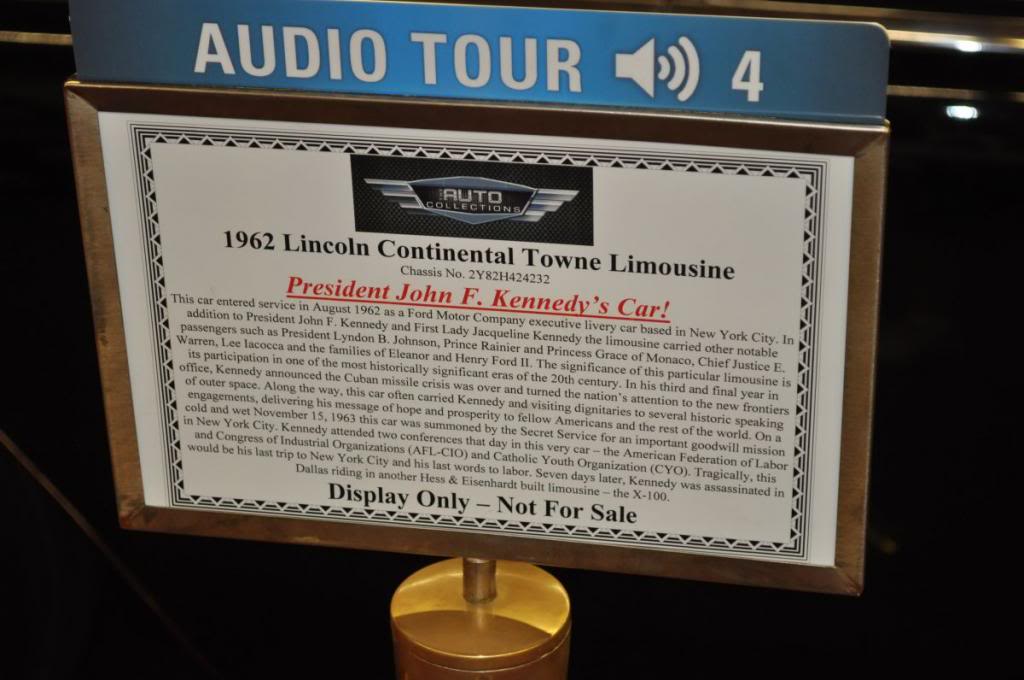 AUDIO TOUR 4
THE AUTO
COLLECTIONS
1962 Lincoln Continental Towne Limousine
Chassis No. 2Y82H424232
President John F. Kennedy's Car!
This car entered service in August 1962 as a Ford Motor Company executive livery car based in New York City. In
addition to President John F. Kennedy and First Lady Jacqueline Kennedy the limousine carried other notable
passengers such as President Lyndon B. Johnson, Prince Rainier and Princess Grace of Monaco, Chief Justice E.
Warren, Lee Iacocca and the families of Eleanor and Henry Ford II. The significance of this particular limousine is
its participation in one of the most historically significant eras of the 20th century. In his third and final year in
office, Kennedy announced the Cuban missile crisis was over and turned the nation's attention to the new frontiers
of outer space. Along the way, this car often carried Kennedy and visiting dignitaries to several historic speaking
engagements, delivering his message of hope and prosperity to fellow Americans and the rest of the world. On a
cold and wet November 15, 1963 this car was summoned by the Secret Service for an important goodwill mission
in New York City. Kennedy attended two conferences that day in this very car – the American Federation of Labor
and Congress of Industrial Organizations (AFL-CIO) and Catholic Youth Organization (CYO). Tragically, this
would be his last trip to New York City and his last words to labor. Seven days later, Kennedy was assassinated in
Dallas riding in another Hess & Eisenhardt built limousine – the X-100.
Display Only – Not For Sale